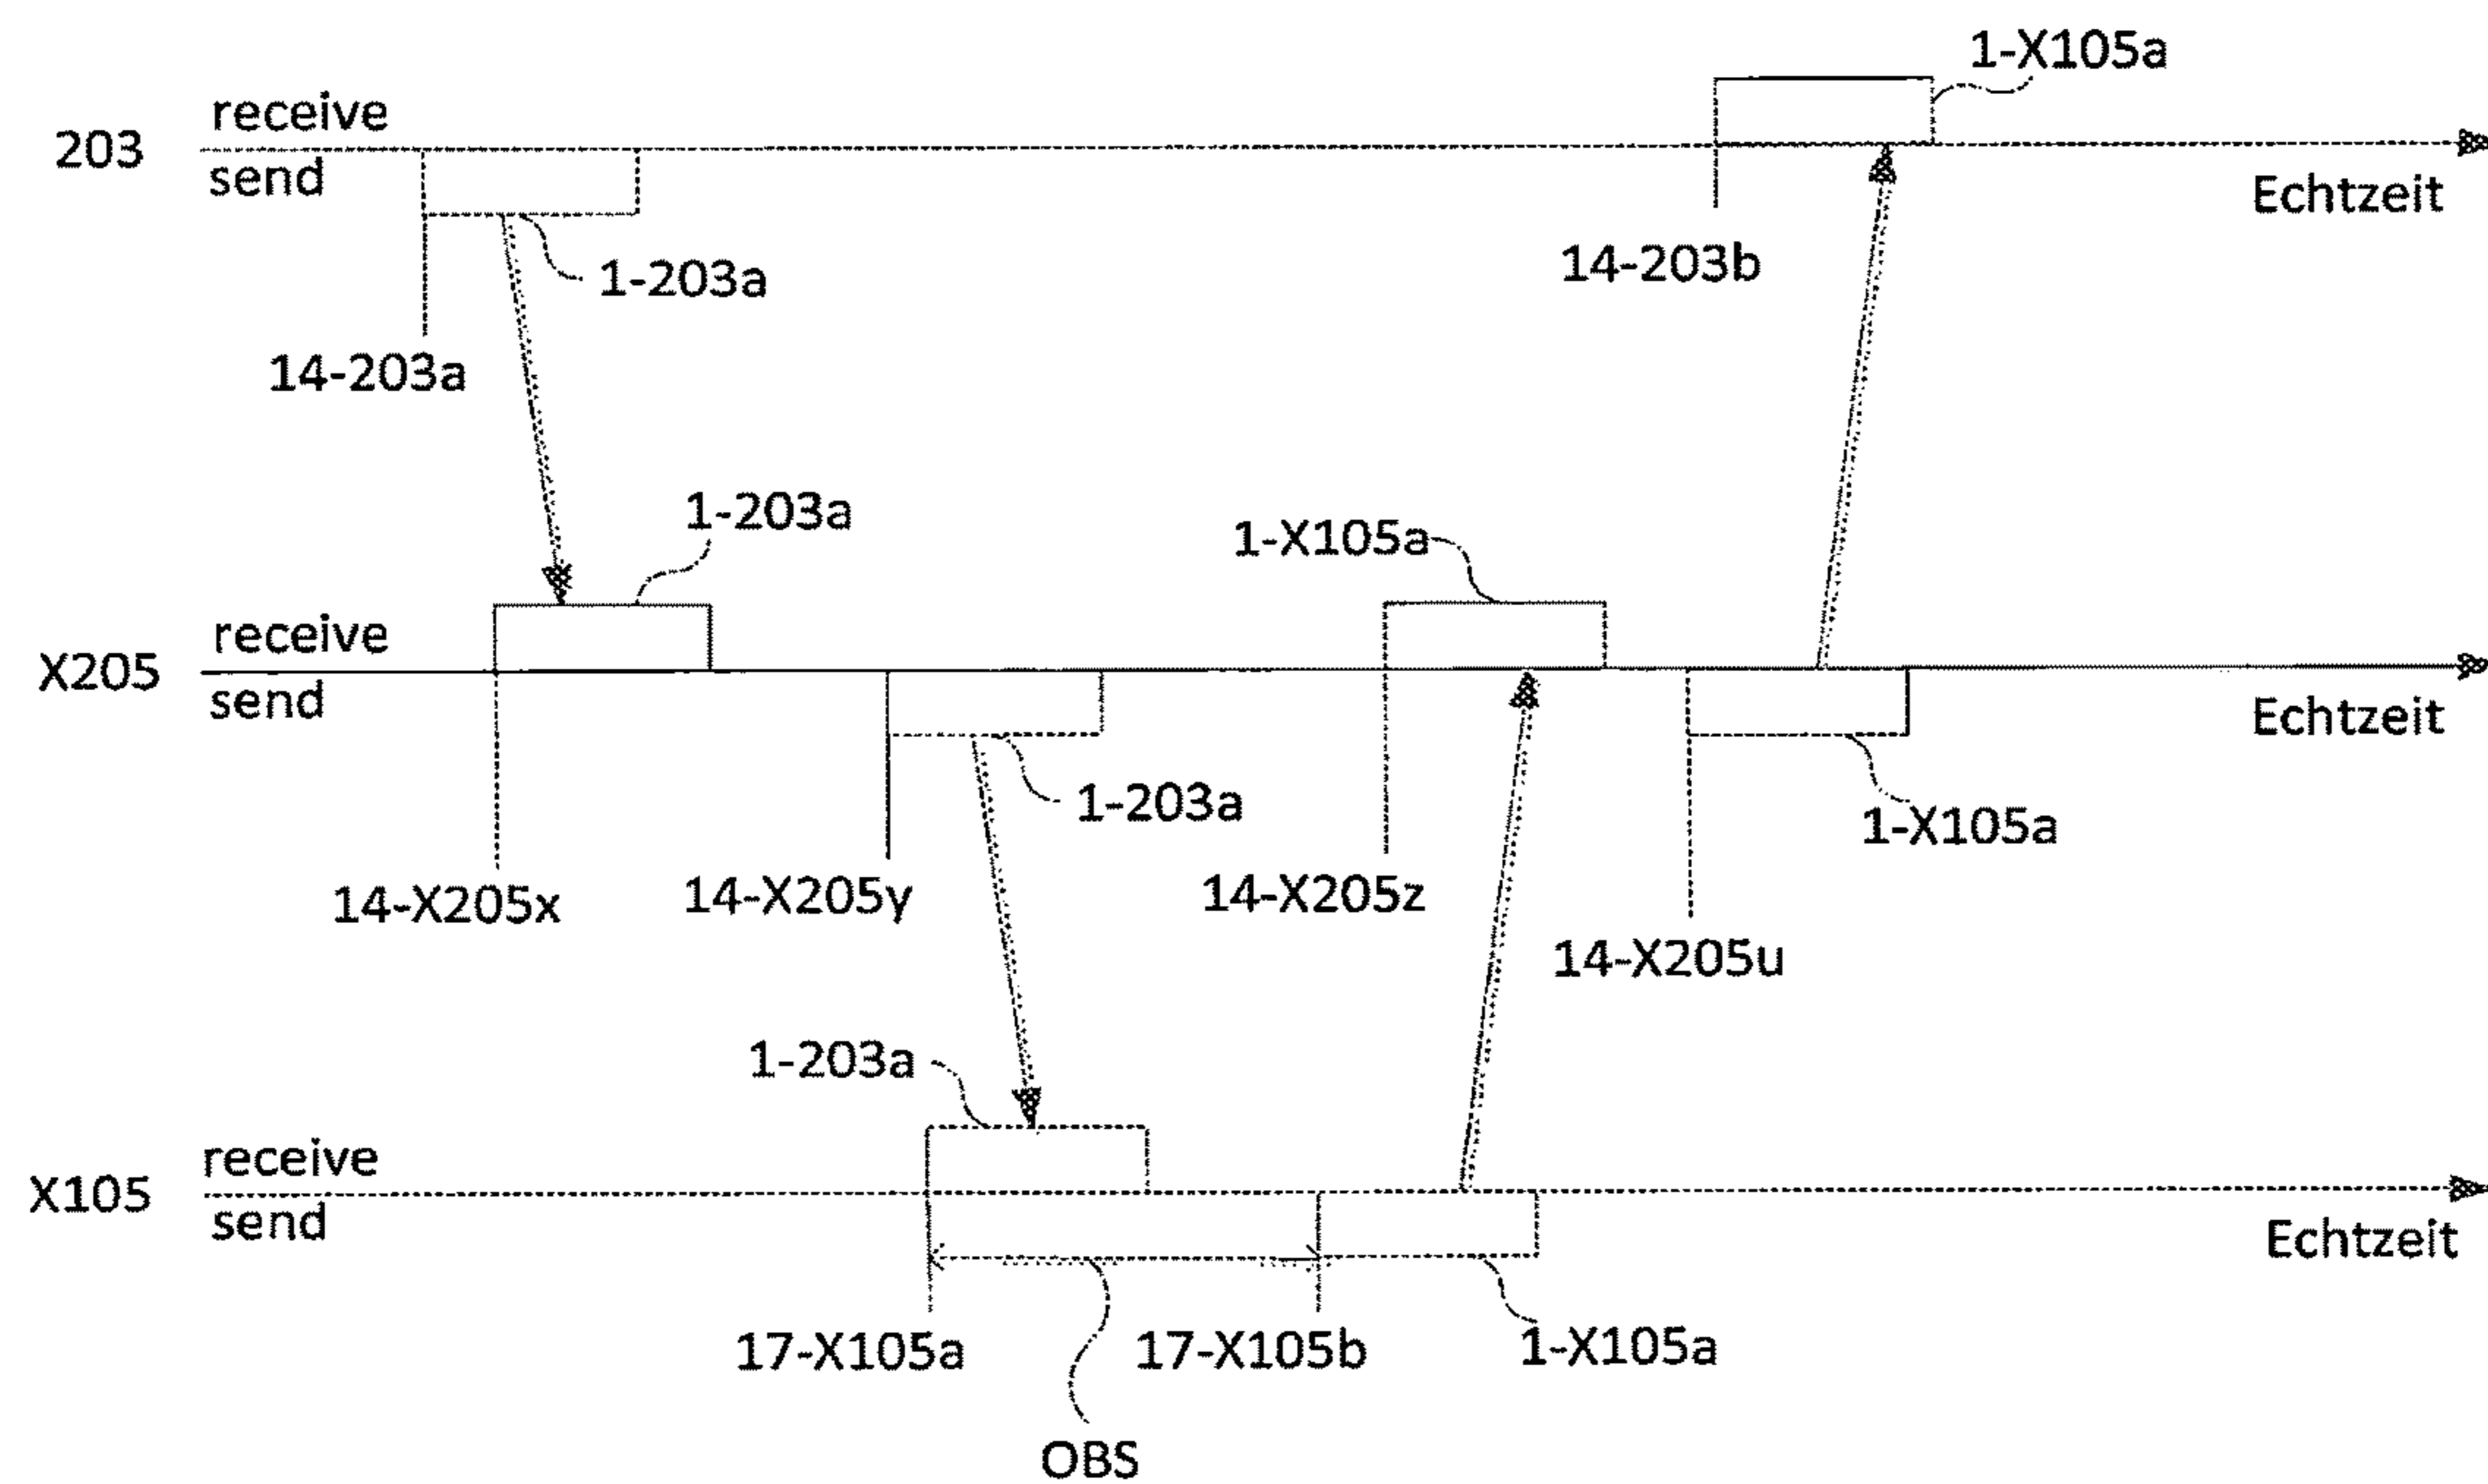 1-X105a
receive
203
send
Echtzeit
1-203a
14-203b
14-203a
1-203a
1-X105a
receive
X205
send
Echtzeit
1-203a
1-X105a
14-X205x
14-X205y
14-X205z
14-X205u
1-203a
receive
X105
send
Echtzeit
17-X105a
17-X105b
1-X105a
OBS